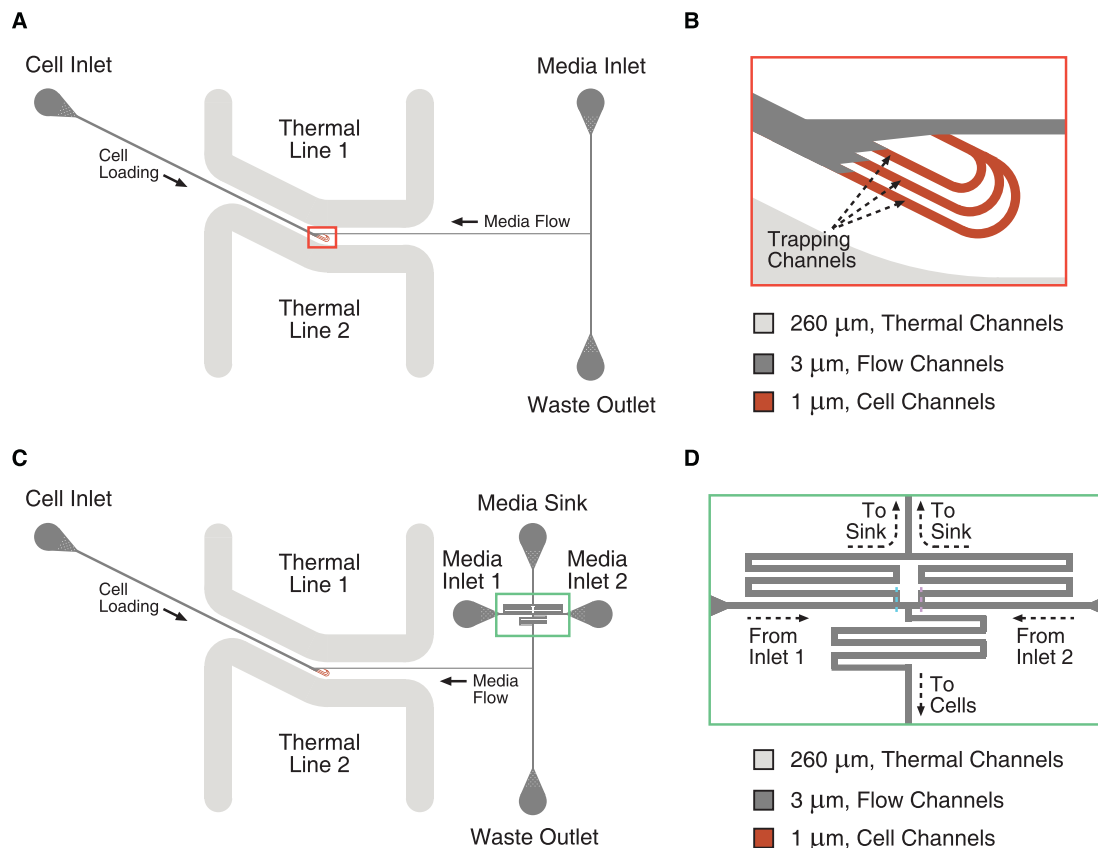 A
Cell Inlet
Thermal
Line 1
Media Inlet
Cell
Loading
Media Flow
Thermal
Line 2
Waste Outlet
B
Trapping
Channels
260 μm, Thermal Channels
3 μm, Flow Channels
1 μm, Cell Channels
C
Cell Inlet
Media Sink
Thermal
Line 1
Media
Inlet 1
Media
Inlet 2
Cell
Loading
Media
Flow
Thermal
Line 2
Waste Outlet
D
To
Sink
To
Sink
From
Inlet 1
From
Inlet 2
To
Cells
260 μm, Thermal Channels
3 μm, Flow Channels
1 μm, Cell Channels